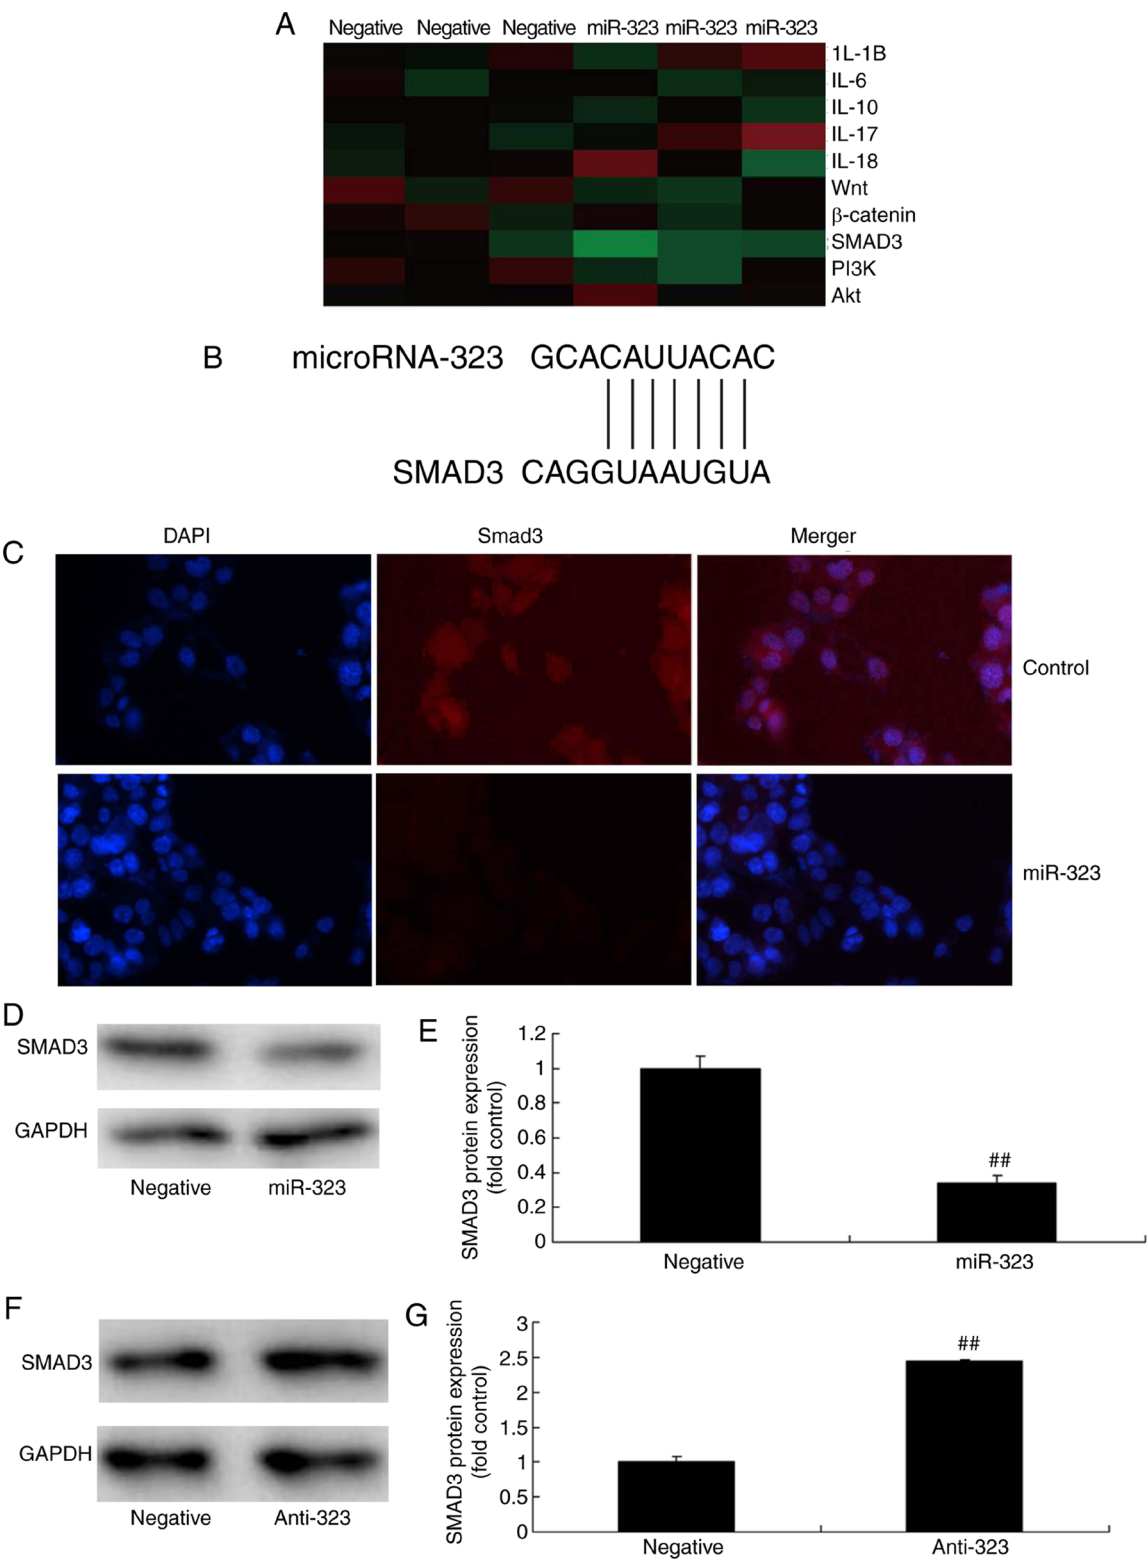 A
Negative Negative Negative miR-323 miR-323 miR-323
1L-1B
IL-6
IL-10
IL-17
IL-18
Wnt
β-catenin
SMAD3
PI3K
Akt
B
microRNA-323 GCACAUUACAC
SMAD3 CAGGUAAUGUA
C
DAPI Smad3 Merger
Control
miR-323
D
SMAD3
GAPDH
Negative miR-323
E
SMAD3 protein expression
(fold control)
1.2
1
0.8
0.6
0.4
0.2
0
##
Negative miR-323
F
SMAD3
GAPDH
Negative Anti-323
G
SMAD3 protein expression
(fold control)
3
2.5
2
1.5
1
0.5
0
##
Negative Anti-323